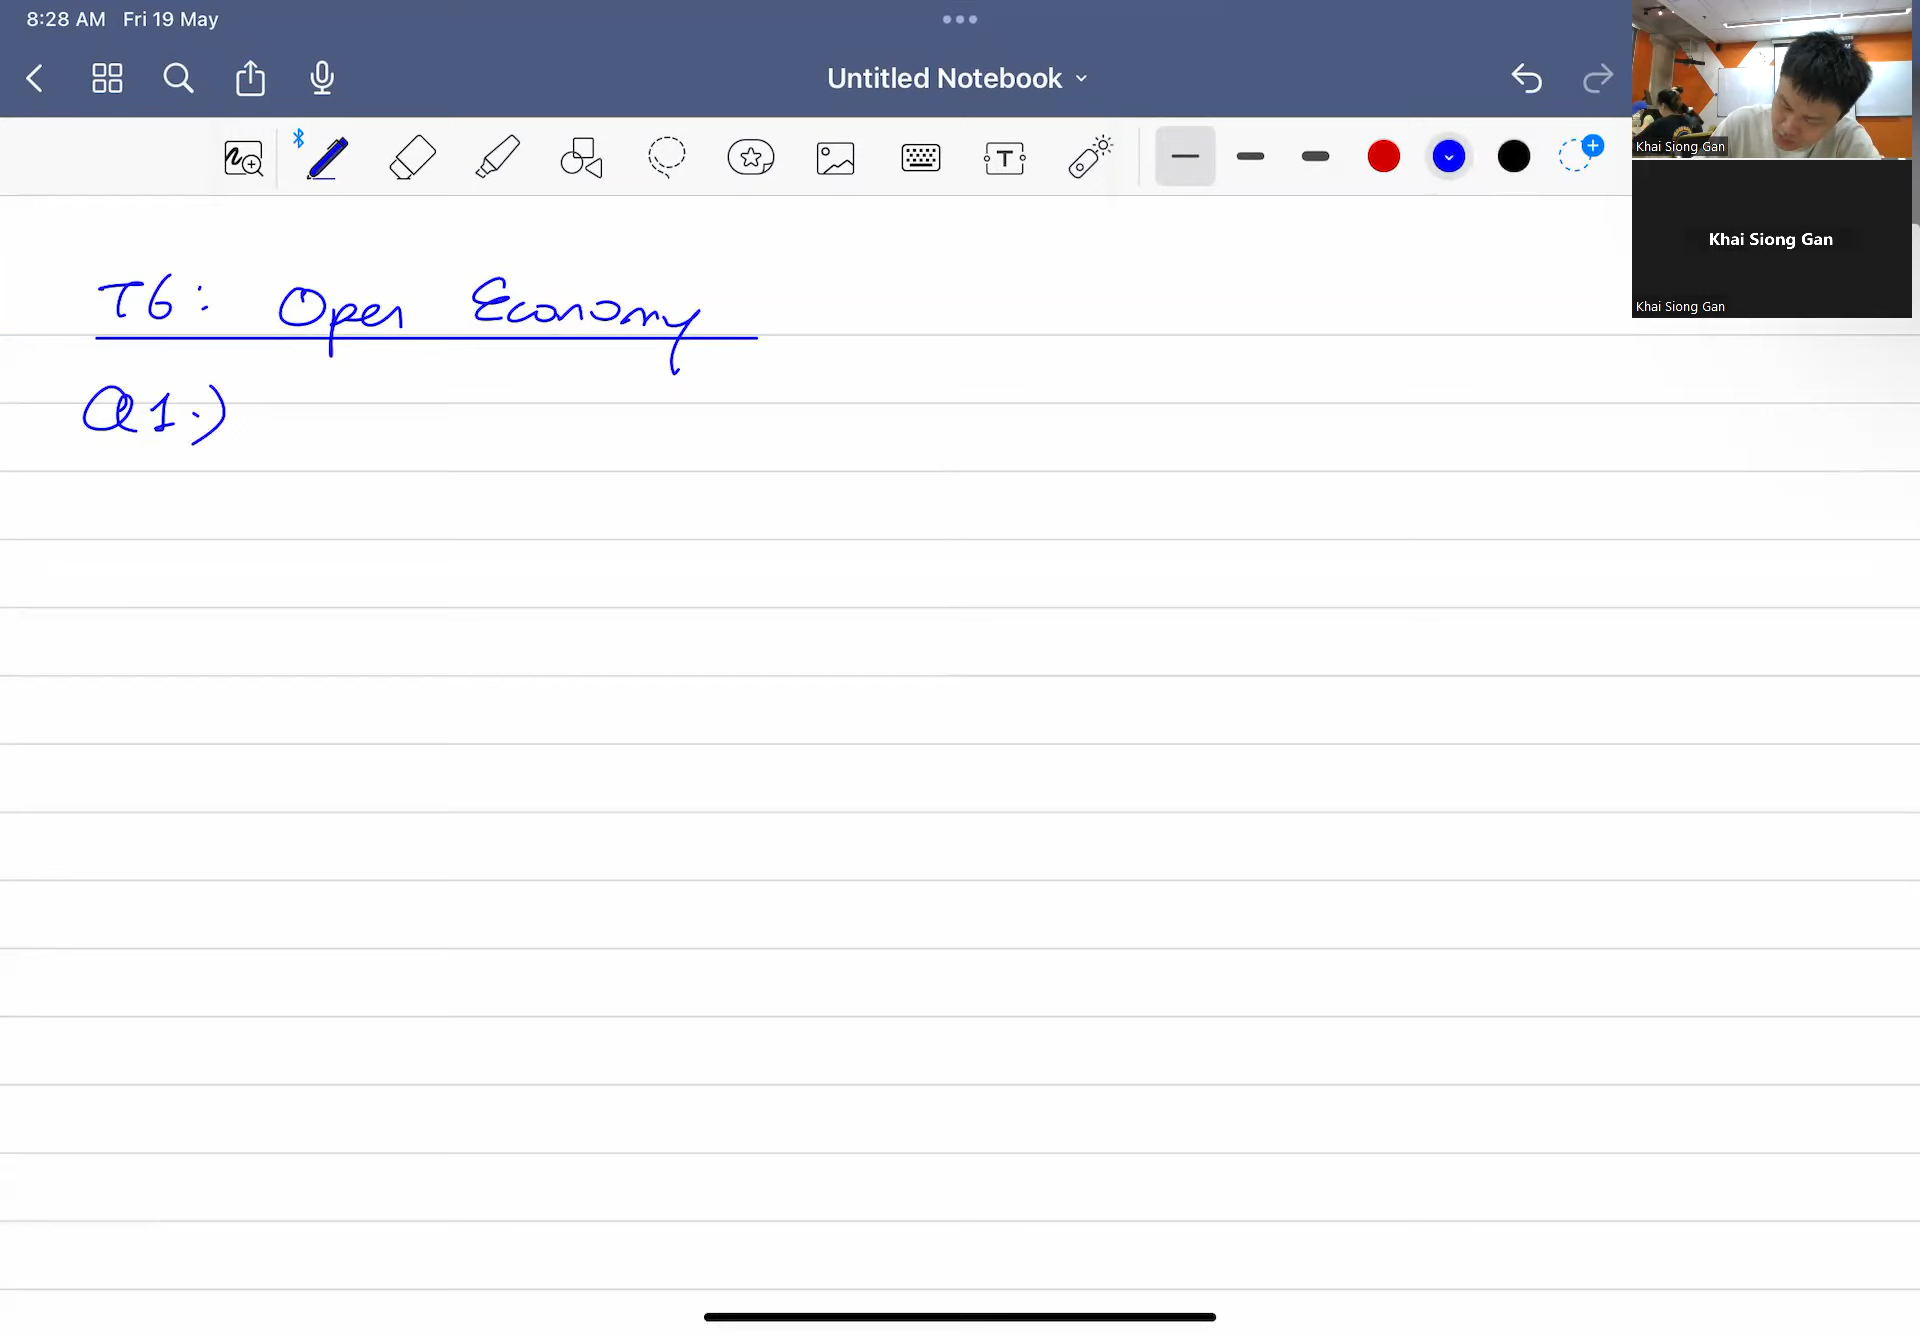 8:28 AM Fri 19 May
Untitled Notebook
T
Khai Siong Gan
Khai Siong Gan
Khai Siong Gan
T6: Open Economy
Q1.)